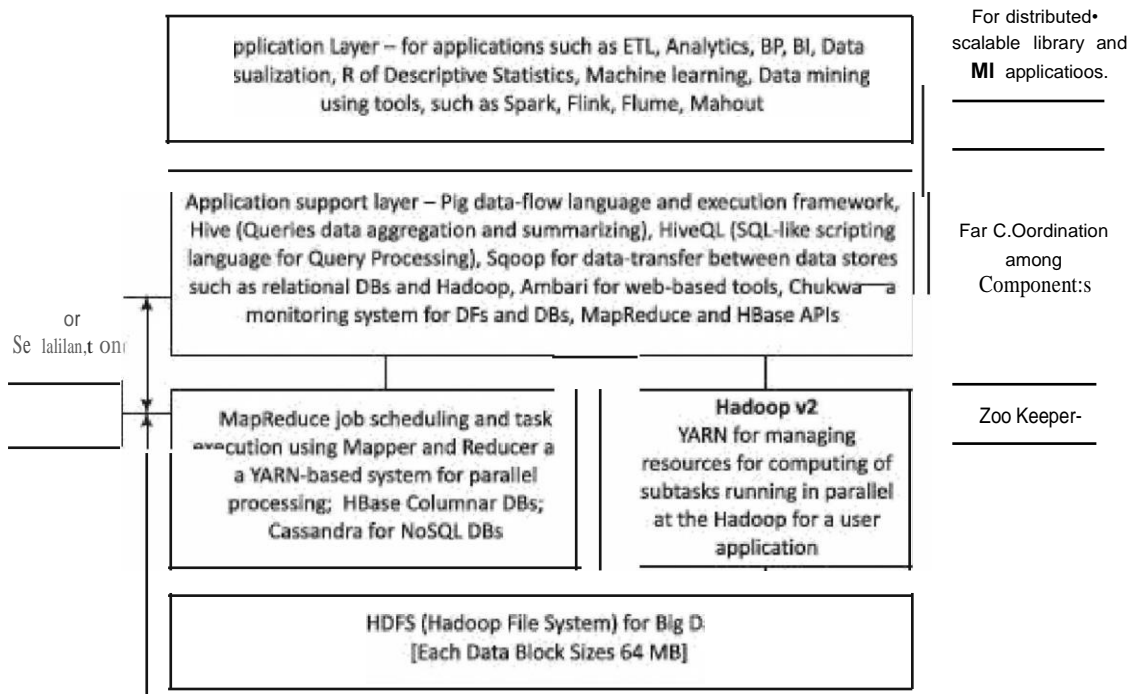 For distributed•
scalable library and
MI applicatioos.
pplication Layer – for applications such as ETL, Analytics, BP, BI, Data
sualization, R of Descriptive Statistics, Machine learning, Data mining
using tools, such as Spark, Flink, Flume, Mahout
Application support layer – Pig data-flow language and execution framework,
Hive (Queries data aggregation and summarizing), HiveQL (SQL-like scripting
language for Query Processing), Sqoop for data-transfer between data stores
such as relational DBs and Hadoop, Ambari for web-based tools, Chukwa—a
monitoring system for DFs and DBs, MapReduce and HBase APIs
Far C.Oordination
among
Component:s
or
Se lalilan,t on
MapReduce job scheduling and task
execution using Mapper and Reducer a
a YARN-based system for parallel
processing; HBase Columnar DBs;
Cassandra for NoSQL DBs
Hadoop v2
YARN for managing
resources for computing of
subtasks running in parallel
at the Hadoop for a user
application
Zoo Keeper-
HDFS (Hadoop File System) for Big D
[Each Data Block Sizes 64 MB]